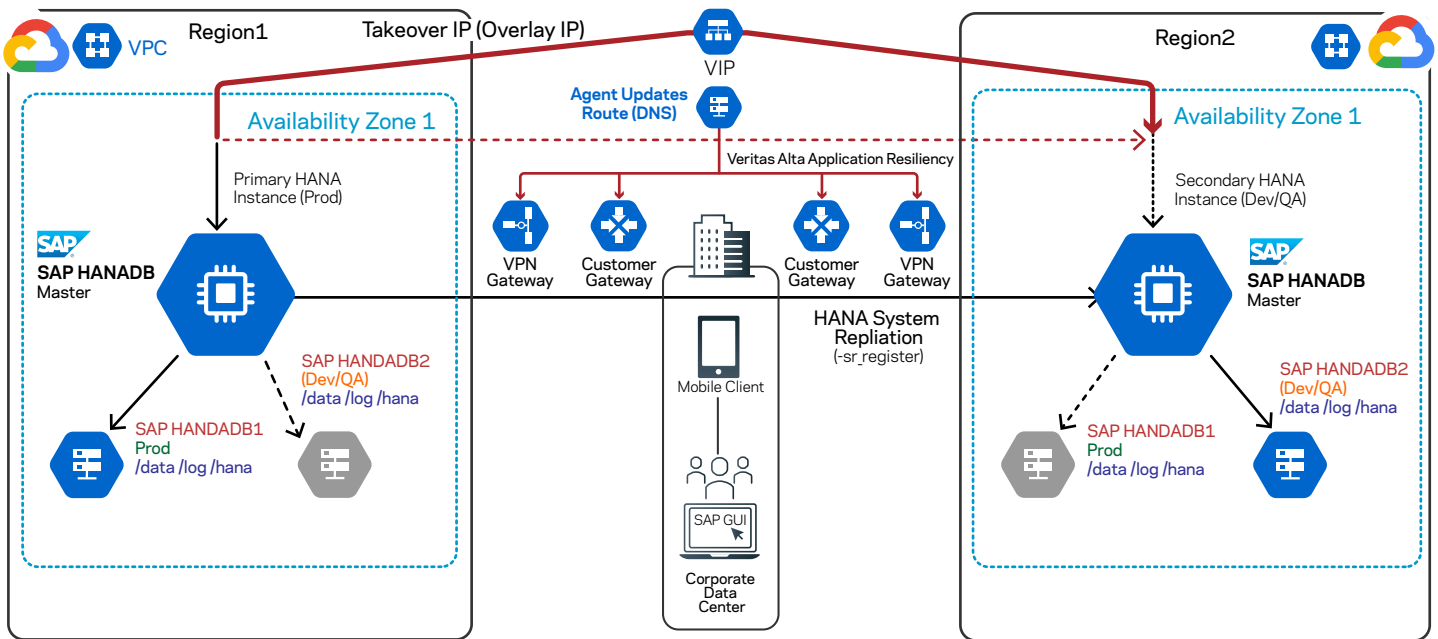 VPC
Region1
Takeover IP (Overlay IP)
VIP
Region2
Agent Updates
Route (DNS)
Availability Zone 1
Availability Zone 1
Veritas Alta Application Resiliency
Primary HANA
Instance (Prod)
Secondary HANA
Instance (Dev/QA)
VPN
Gateway
Customer
Gateway
Customer
Gateway
VPN
Gateway
SAP
SAP HANADB
Master
SAP
SAP HANADB
Master
HANA System
Repliation
(-sr_register)
SAP HANDADB2
(Dev/QA)
/data /log /hana
SAP HANDADB1
Prod
/data /log /hana
Mobile Client
SAP GUI
Corporate
Data
Center
SAP HANDADB2
(Dev/QA)
/data /log /hana
SAP HANDADB1
Prod
/data /log /hana